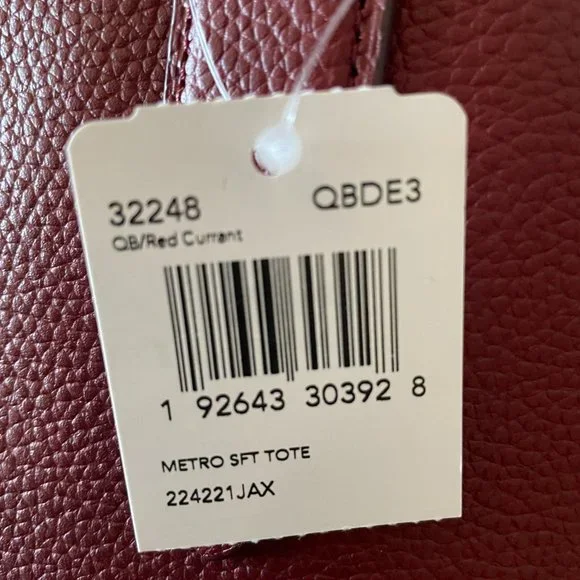 32248 QBDE3
QB/Red Currant
1 92643 30392 8
METRO SFT TOTE
224221JAX